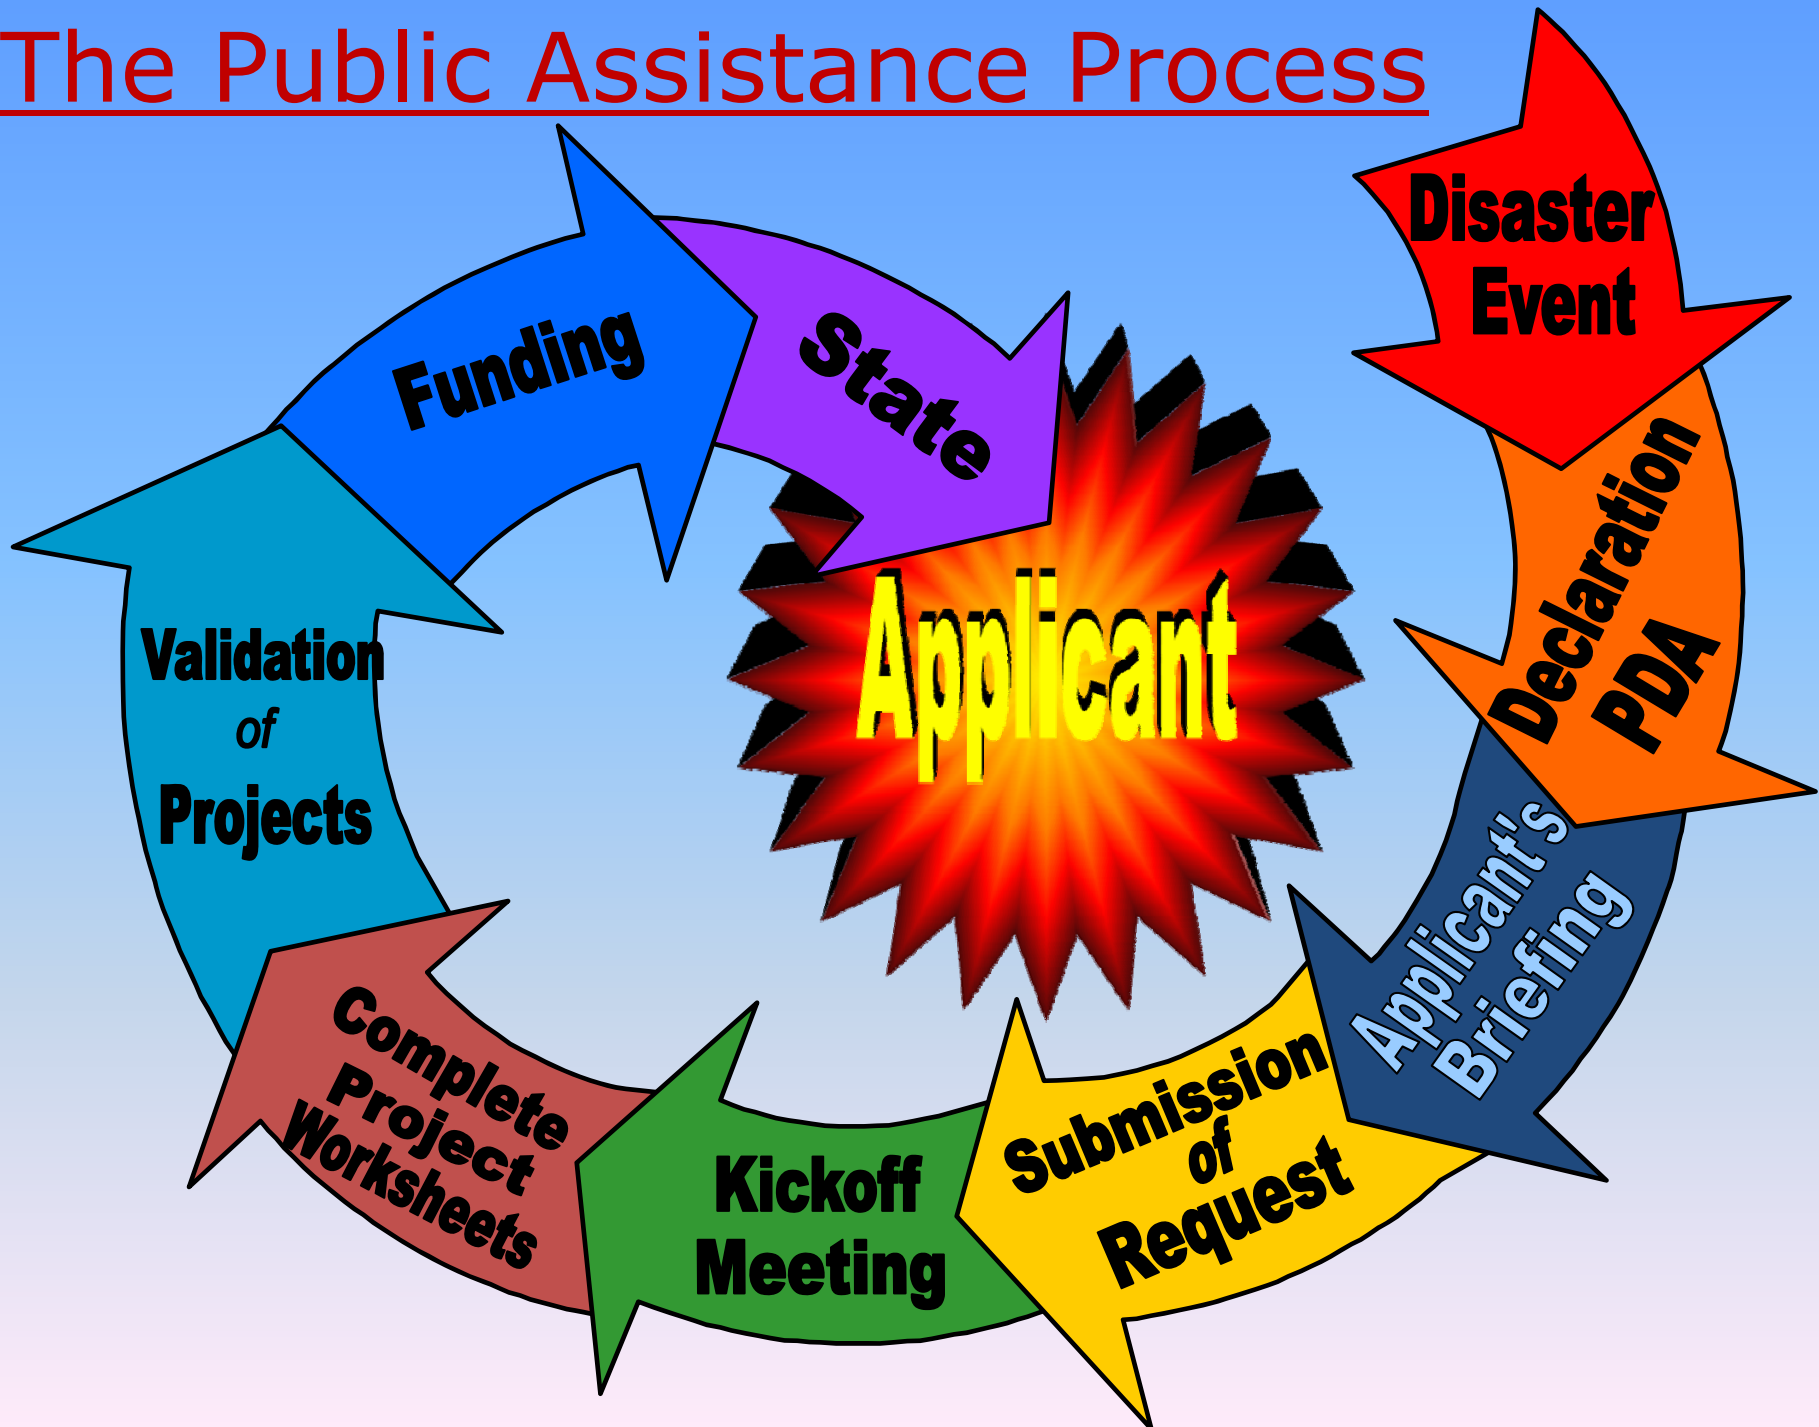 The Public Assistance Process
Disaster
Event
Declaration
PDA
Applicant's
Briefing
Submission
of
Request
Kickoff
Meeting
Complete
Project
Worksheets
Validation
of
Projects
Funding
State
Applicant